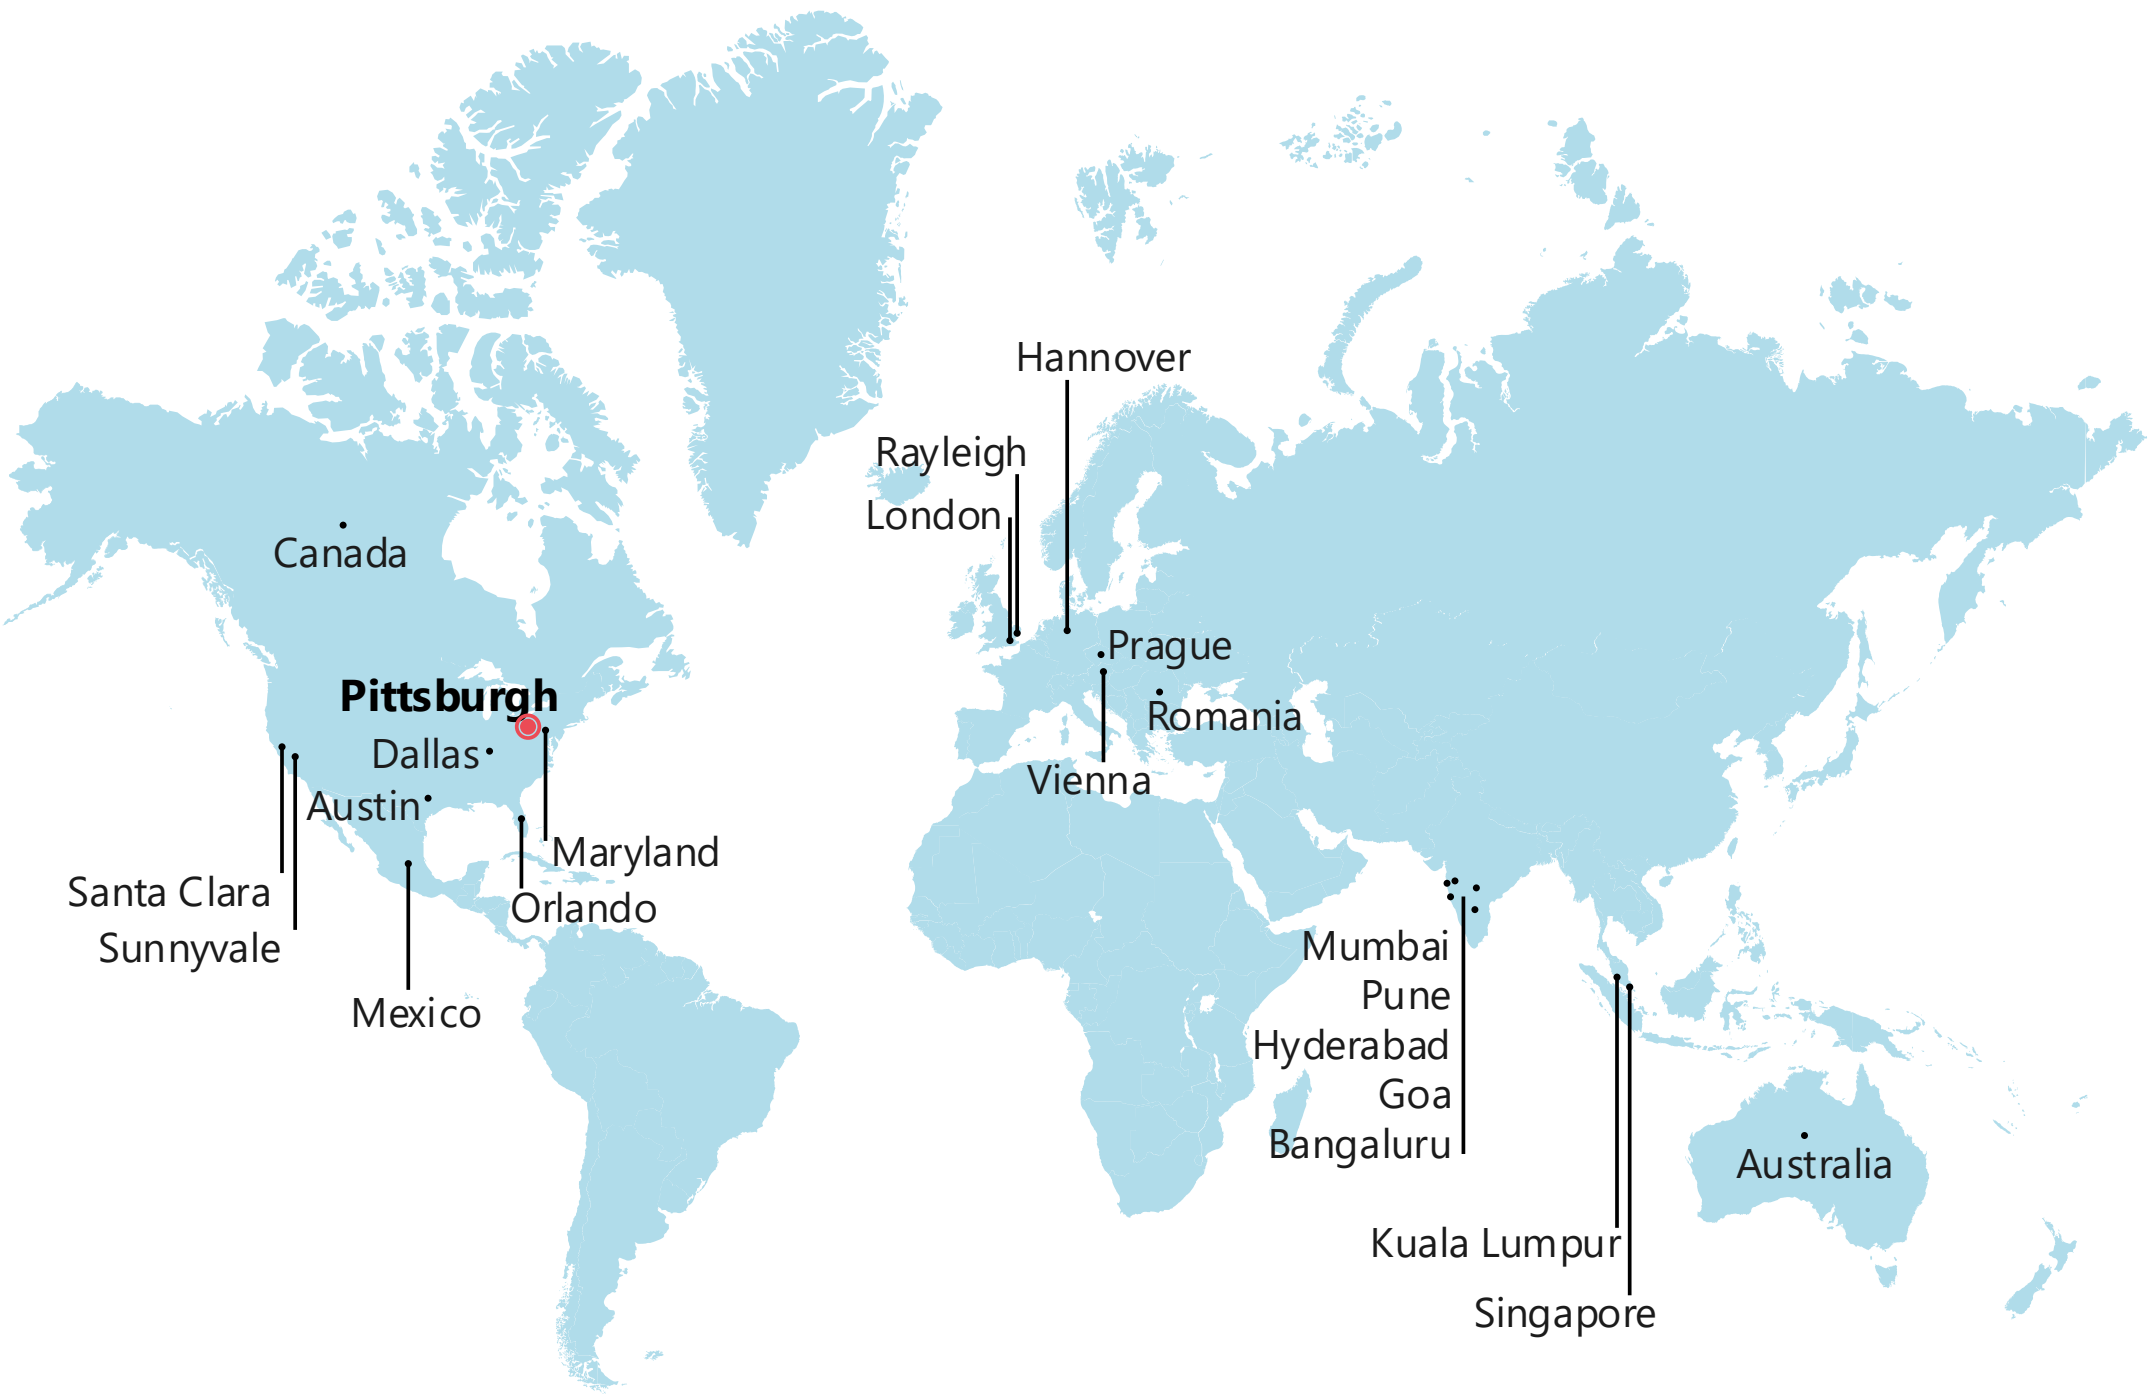 Hannover
Rayleigh
London
Canada
Prague
Pittsburgh
Romania
Dallas
Vienna
Austin
Maryland
Santa Clara
Orlando
Sunnyvale
Mumbai
Pune
Mexico
Hyderabad
Goa
Bangaluru
Australia
Kuala Lumpur
Singapore